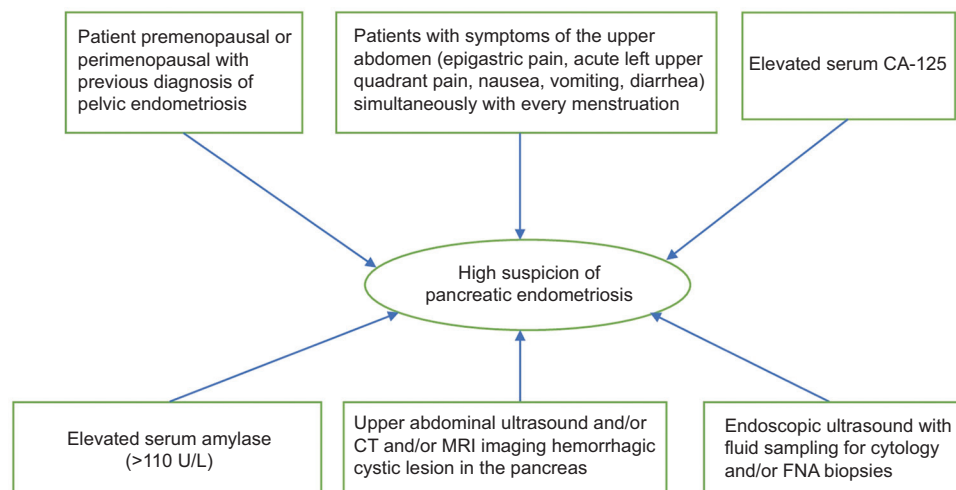 Patient premenopausal or
perimenopausal with
previous diagnosis of
pelvic endometriosis
Patients with symptoms of the upper
abdomen (epigastric pain, acute left upper
quadrant pain, nausea, vomiting, diarrhea)
simultaneously with every menstruation
Elevated serum CA-125
High suspicion of
pancreatic endometriosis
Elevated serum amylase
(>110 U/L)
Upper abdominal ultrasound and/or
CT and/or MRI imaging hemorrhagic
cystic lesion in the pancreas
Endoscopic ultrasound with
fluid sampling for cytology
and/or FNA biopsies